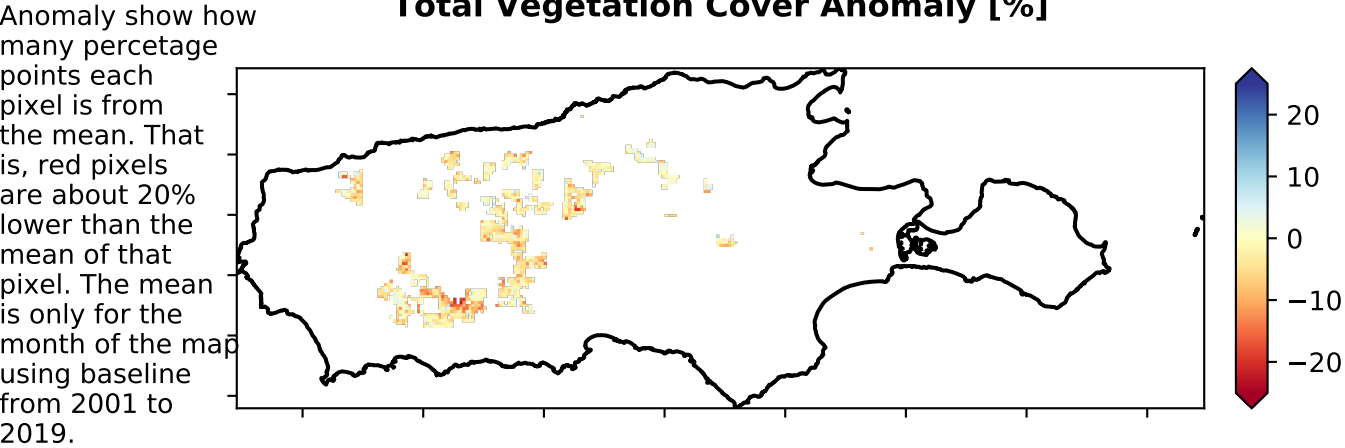 Anomaly show how
many percetage
points each
pixel is from
the mean. That
is, red pixels
are about 20%
lower than the
mean of that
pixel. The mean
is only for the
month of the map
using baseline
from 2001 to
2019.
Total Vegetation Cover Anomaly [%]
20
10
0
−10
−20